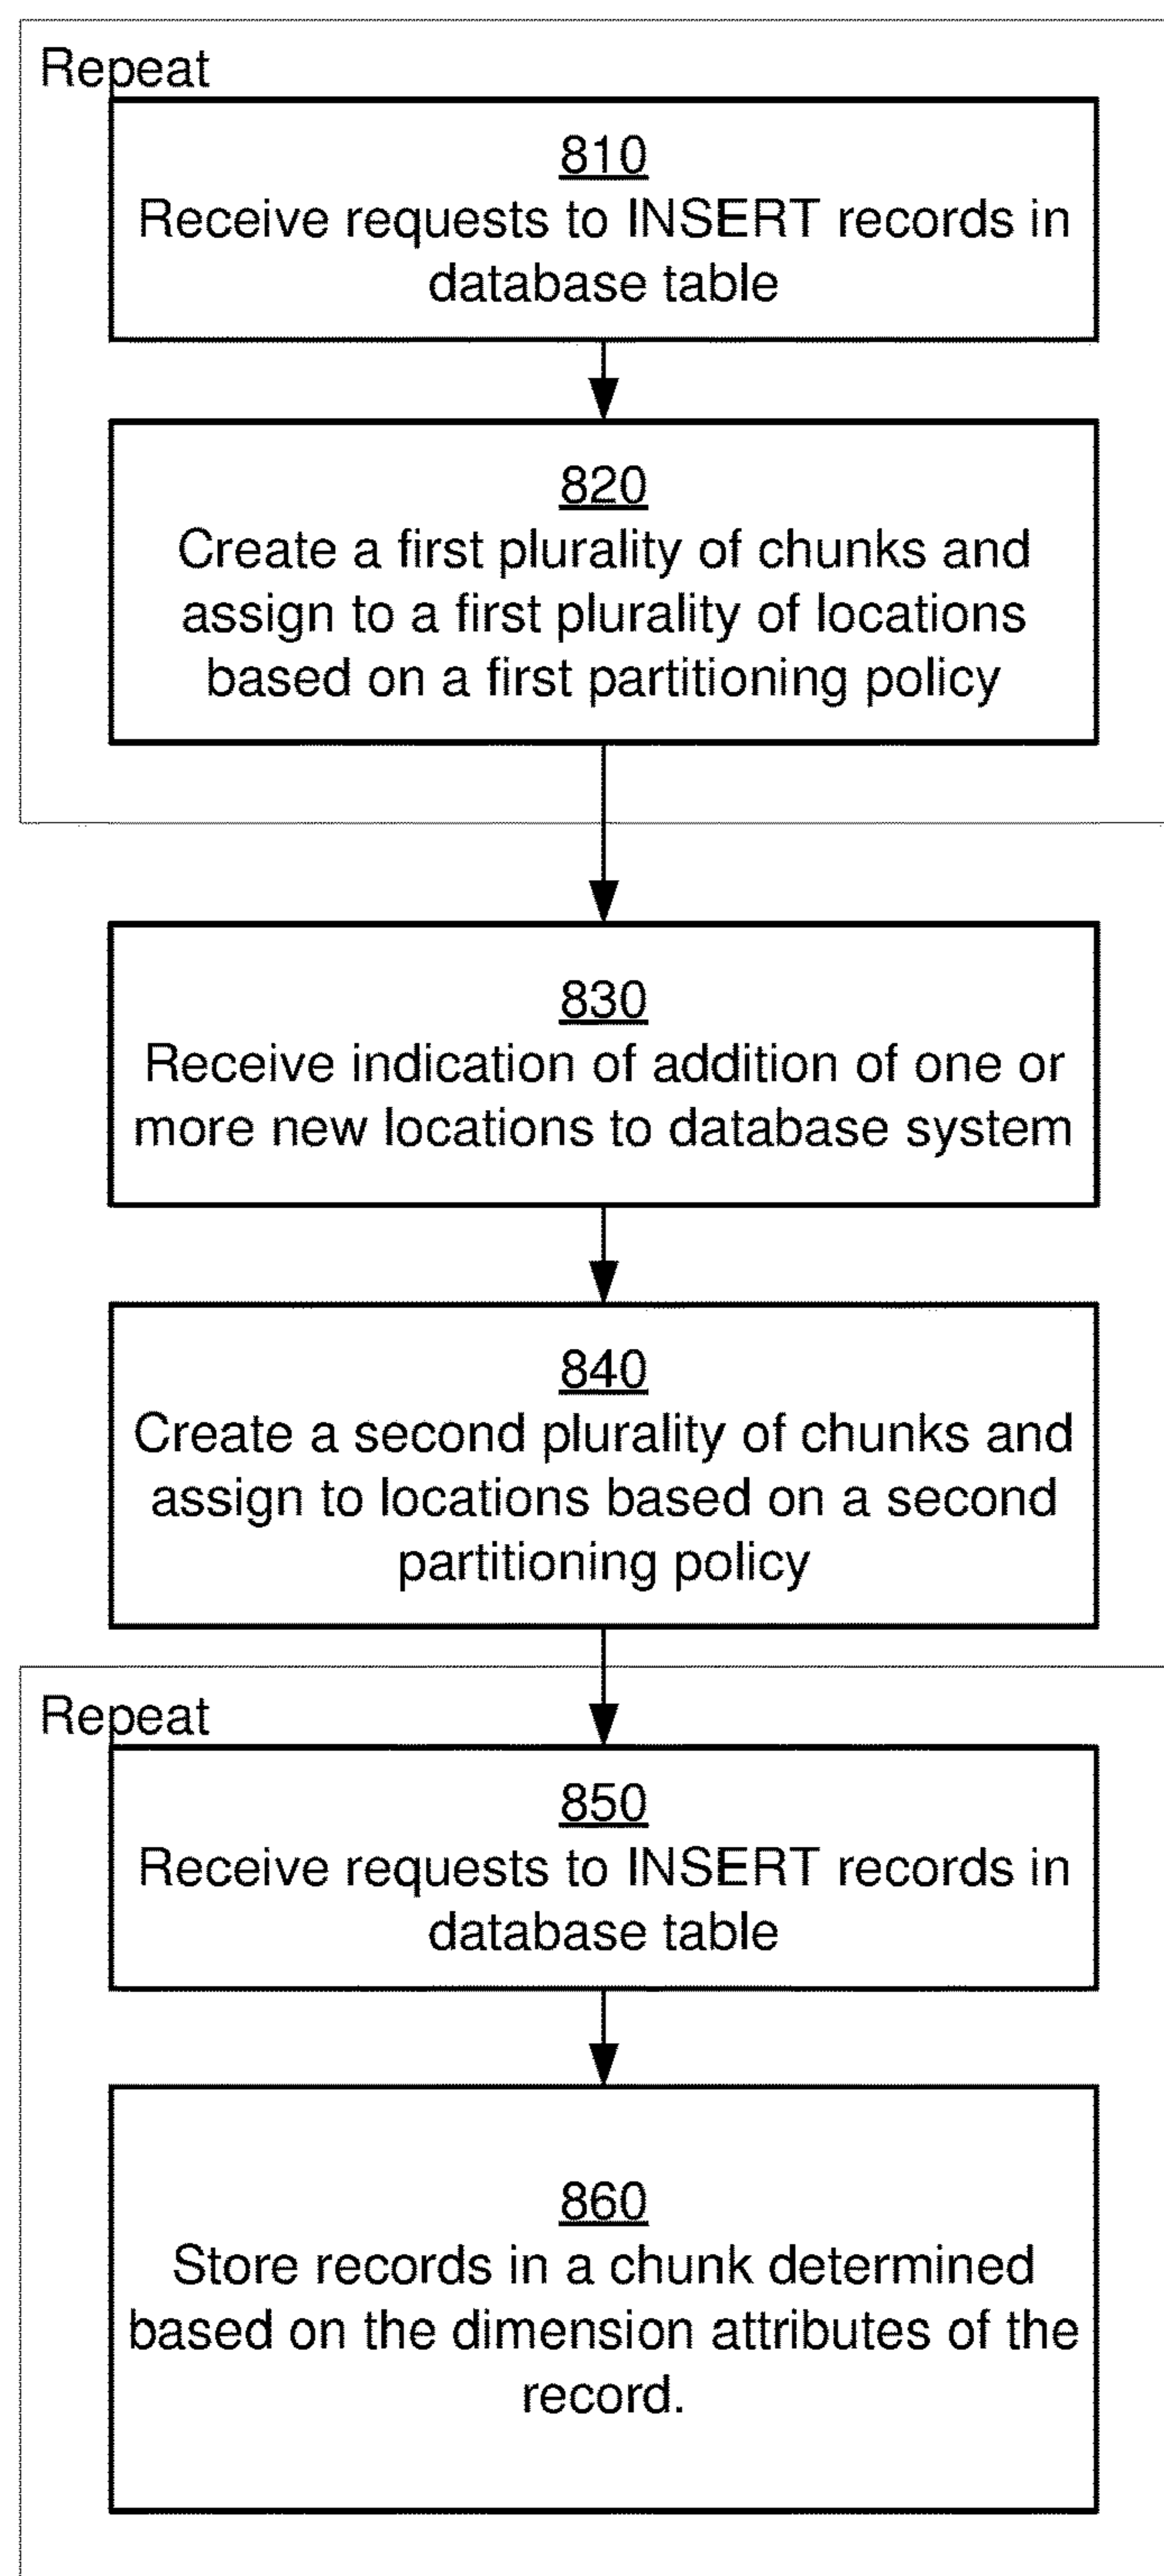 Repeat
810
Receive requests to INSERT records in
database table
820
Create a first plurality of chunks and
assign to a first plurality of locations
based on a first partitioning policy
830
Receive indication of addition of one or
more new locations to database system
840
Create a second plurality of chunks and
assign to locations based on a second
partitioning policy
Repeat
850
Receive requests to INSERT records in
database table
860
Store records in a chunk determined
based on the dimension attributes of the
record.